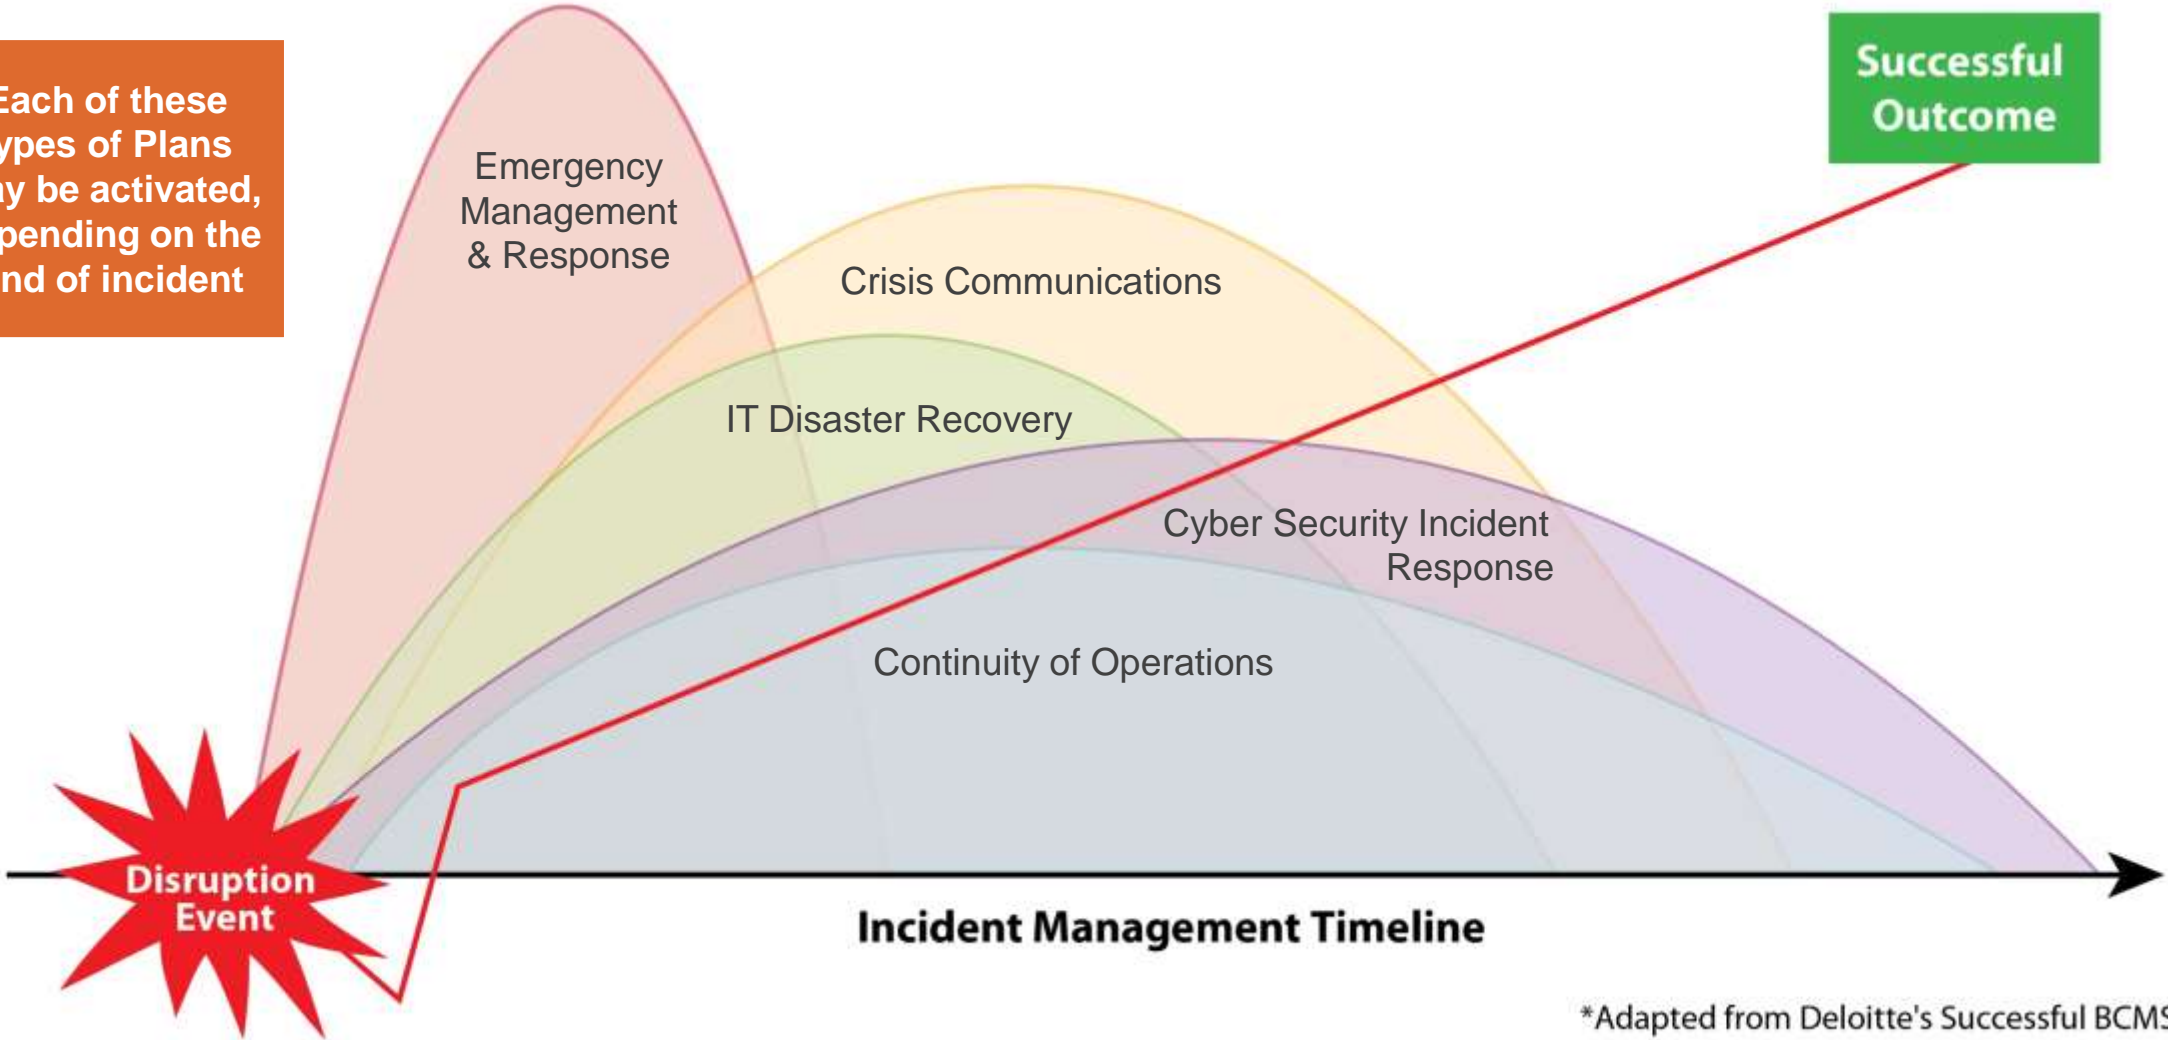 Each of these
ypes of Plans
ay be activated,
pending on the
nd of incident
Successful
Outcome
Emergency
Management
& Response
Crisis Communications
IT Disaster Recovery
Cyber Security Incident
Response
Continuity of Operations
Disruption
Event
Incident Management Timeline
*Adapted from Deloitte's Successful BCMS